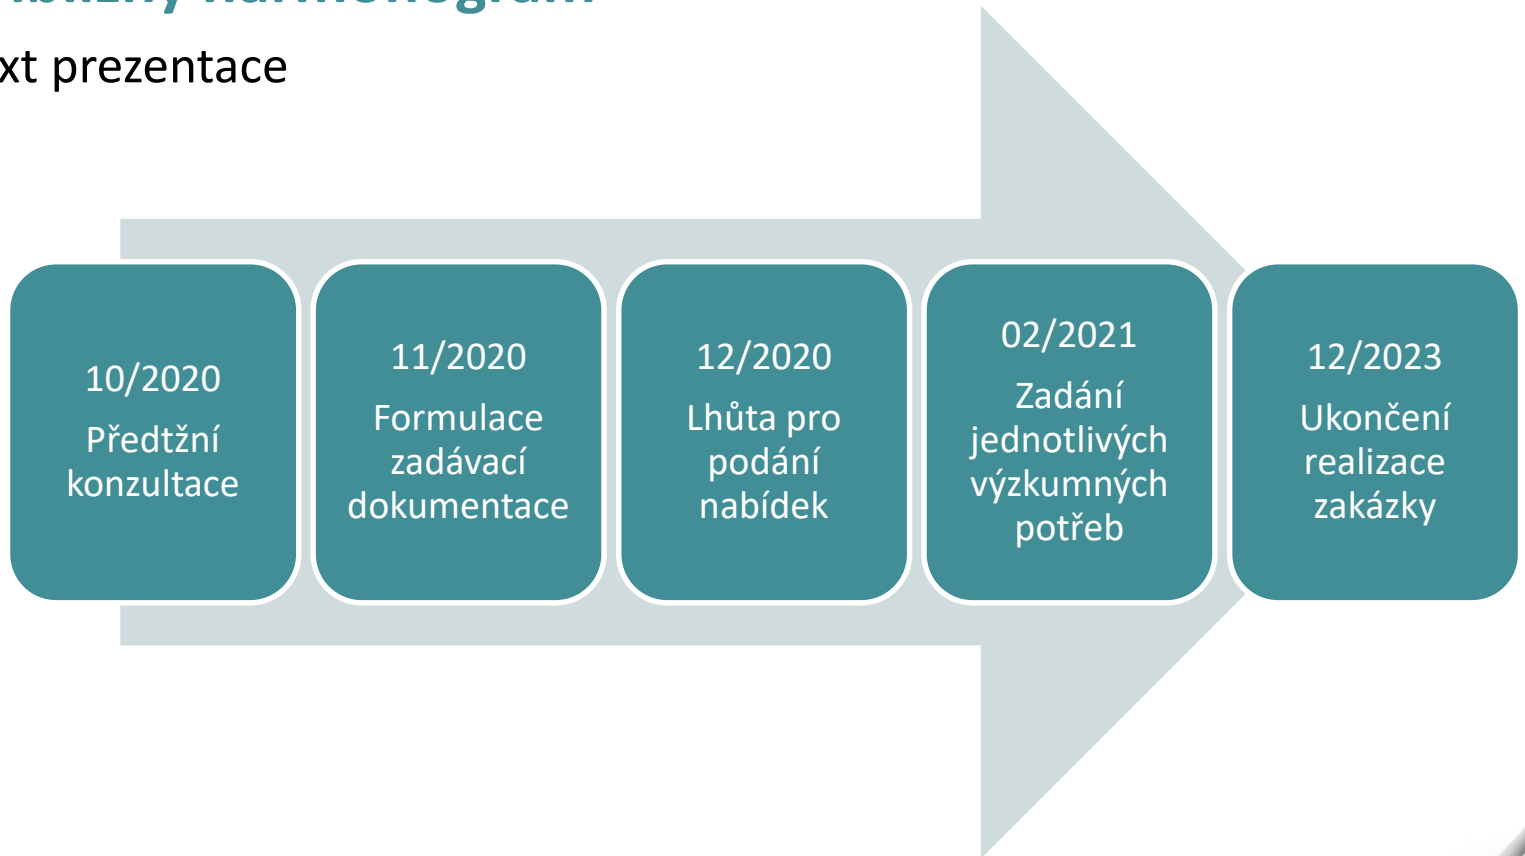 xt prezentace
10/2020
Předtžní
konzultace
11/2020
Formulace
zadávací
dokumentace
12/2020
Lhůta pro
podání
nabídek
02/2021
Zadání
jednotlivých
výzkumných
potřeb
12/2023
Ukončení
realizace
zakázky